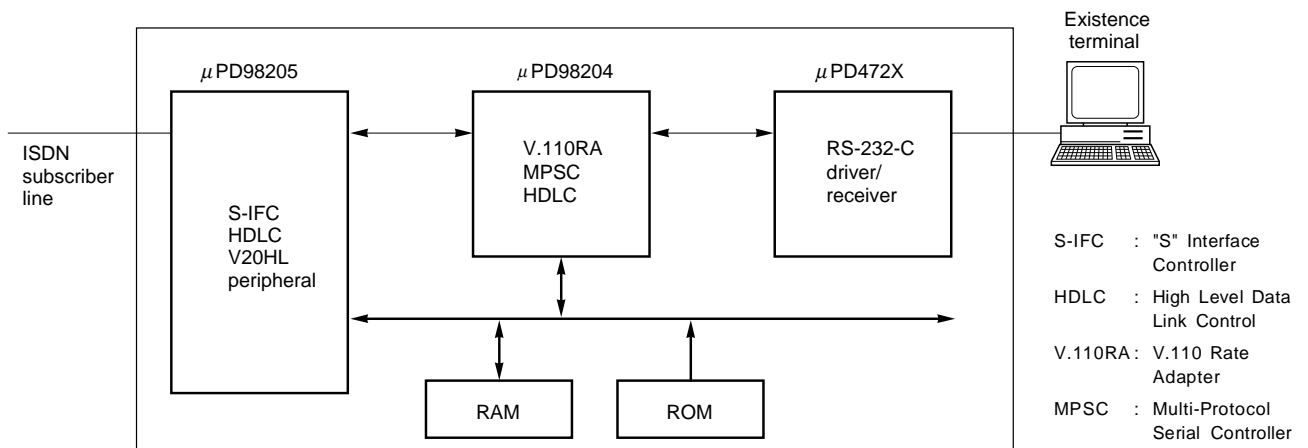 Existence
terminal
μPD98205
μPD98204
μPD472X
ISDN
subscriber
line
S-IFC
HDLC
V20HL
peripheral
V.110RA
MPSC
HDLC
RS-232-C
driver/
receiver
RAM
ROM
S-IFC : "S" Interface
Controller
HDLC : High Level Data
Link Control
V.110RA : V.110 Rate
Adapter
MPSC : Multi-Protocol
Serial Controller